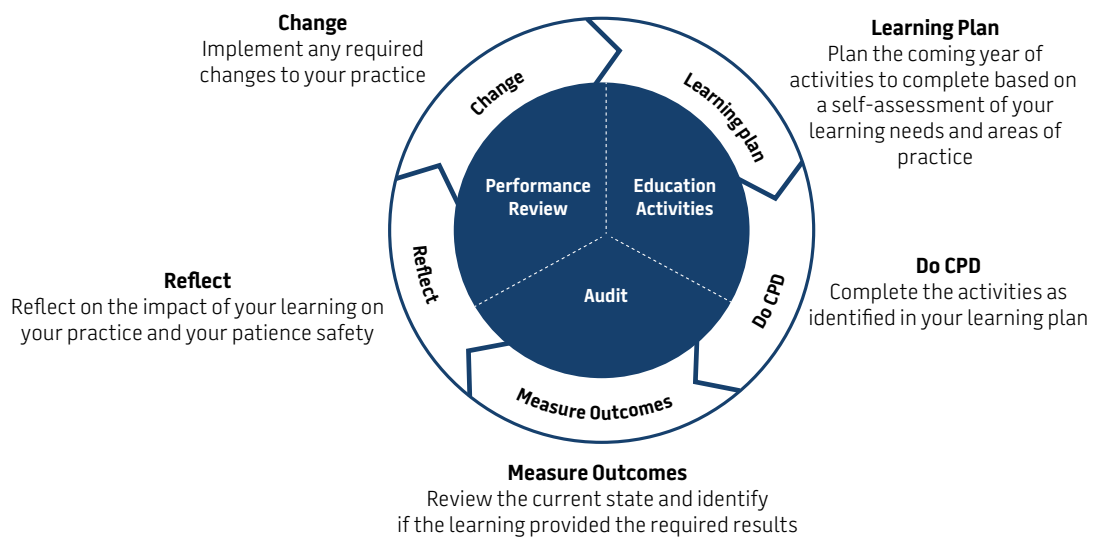 Change
Implement any required
changes to your practice
Learning Plan
Plan the coming year of
activities to complete based on
a self-assessment of your
learning needs and areas of
practice
Change
Learning plan
Performance
Review
Education
Activities
Reflect
Reflect
Reflect on the impact of your learning on
your practice and your patience safety
Audit
Do CPD
Do CPD
Complete the activities as
identified in your learning plan
Measure Outcomes
Measure Outcomes
Review the current state and identify
if the learning provided the required results